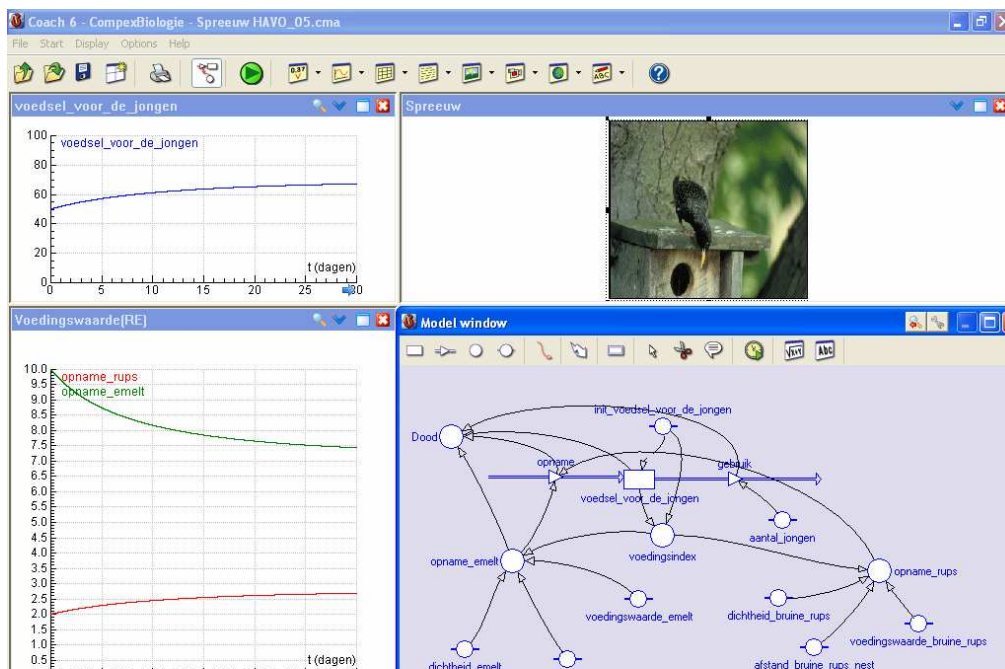 Coach 6 - CompexBiologie - Spreeuw HAVO_05.cma
File Start Display Options Help
voedsel_voor_de_jongen
100
voedsel_voor_de_jongen
80
60
40
20
t (dagen)
0
0 5 10 15 20 25 30
Spreeuw
Voedingswaarde[RE]
10.0
opname_rups
9.5
opname_emelt
9.0
8.5
8.0
7.5
7.0
6.5
6.0
5.5
5.0
4.5
4.0
3.5
3.0
2.5
2.0
1.5
1.0
0.5
t (dagen)
Model window
init_voedsel_voor_de_jongen
Dood
opname
gebruik
voedsel_voor_de_jongen
aantal_jongen
voedingsindex
opname_emelt
opname_rups
voedingswaarde_emelt
dichtheid_bruine_rups
voedingswaarde_bruine_rups
dichtheid_emelt
afstand_bruine_rups_nest